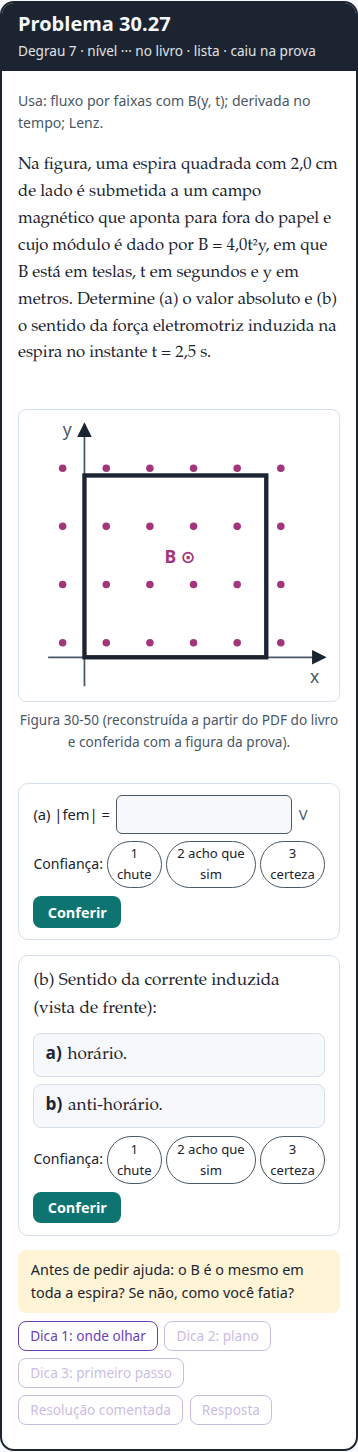 Problema 30.27
Degrau 7 · nível ··· no livro · lista · caiu na prova
Usa: fluxo por faixas com B(y, t); derivada no
tempo; Lenz.
Na figura, uma espira quadrada com 2,0 cm
de lado é submetida a um campo
magnético que aponta para fora do papel e
cujo módulo é dado por B = 4,0t²y, em que
B está em teslas, t em segundos e y em
metros. Determine (a) o valor absoluto e (b)
o sentido da força eletromotriz induzida na
espira no instante t = 2,5 s.
y
B
x
Figura 30-50 (reconstruída a partir do PDF do livro
e conferida com a figura da prova).
(a) |fem| = V
Confiança: 1 chute 2 acho que sim 3 certeza
Conferir
(b) Sentido da corrente induzida
(vista de frente):
a) horário.
b) anti-horário.
Confiança: 1 chute 2 acho que sim 3 certeza
Conferir
Antes de pedir ajuda: o B é o mesmo em
toda a espira? Se não, como você fatia?
Dica 1: onde olhar Dica 2: plano
Dica 3: primeiro passo
Resolução comentada Resposta